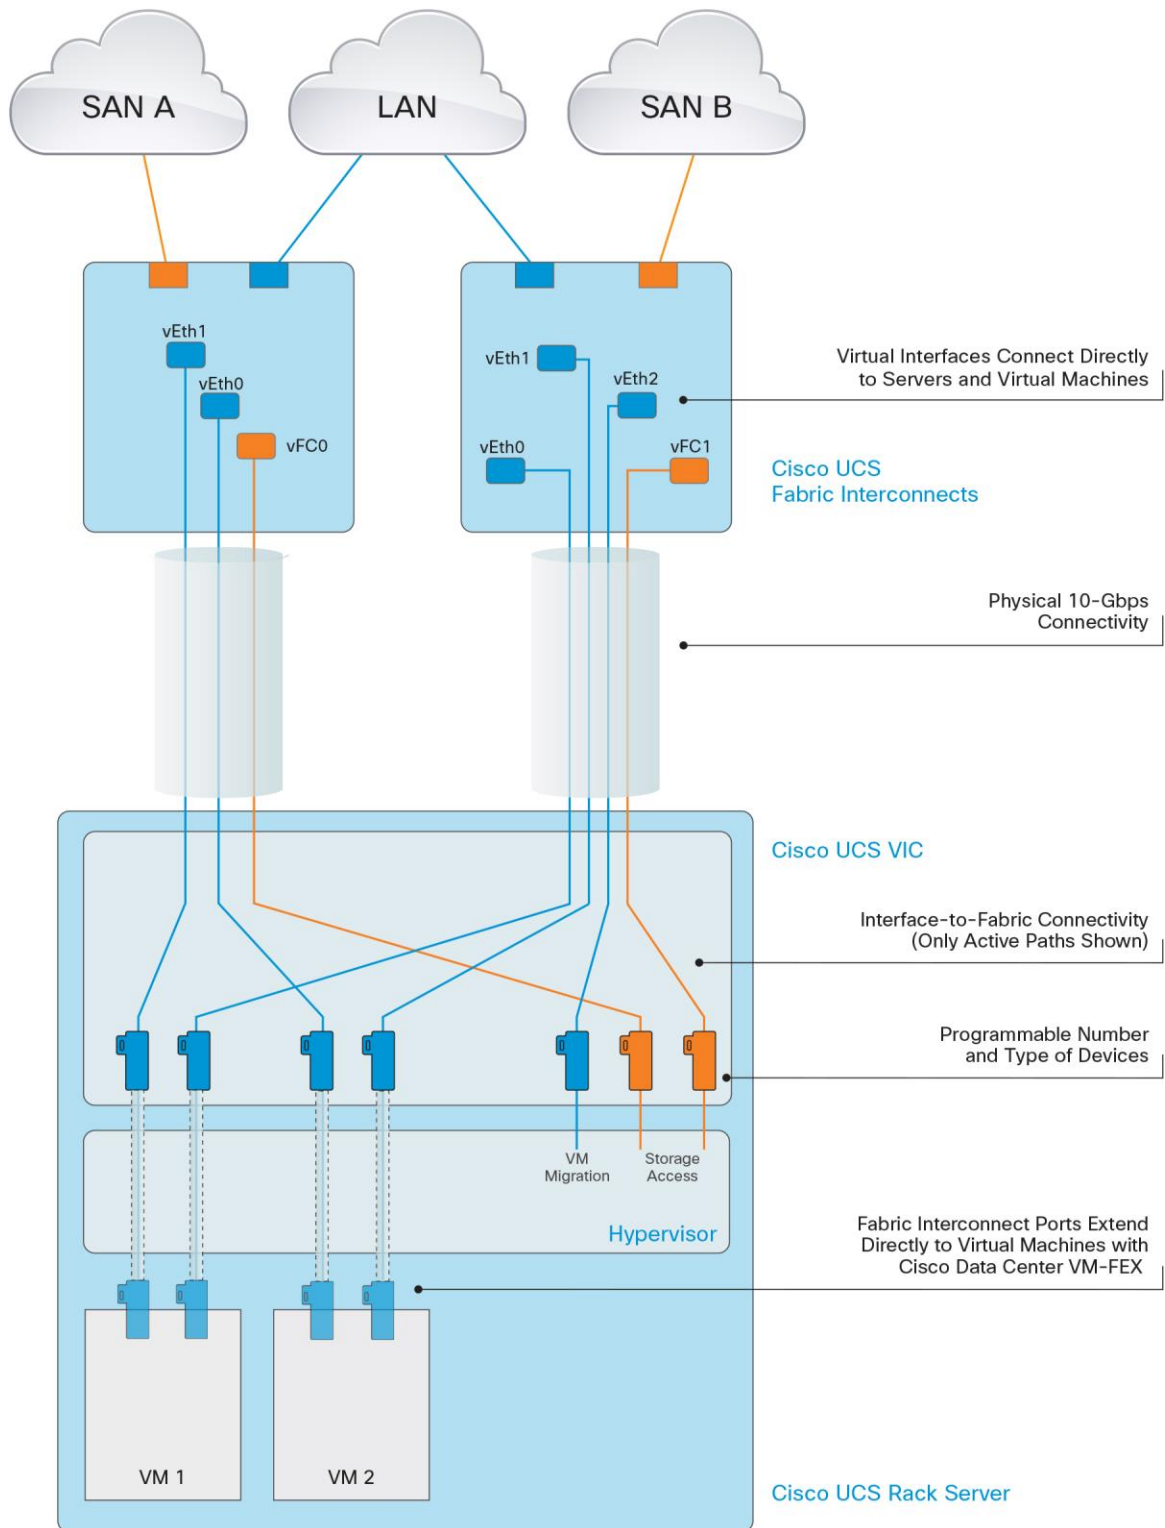 SAN A
LAN
SAN B
vEth1
vEth0
vFC0
vEth1
vEth2
vEth0
vFC1
Virtual Interfaces Connect Directly
to Servers and Virtual Machines
Cisco UCS
Fabric Interconnects
Physical 10-Gbps
Connectivity
Cisco UCS VIC
Interface-to-Fabric Connectivity
(Only Active Paths Shown)
Programmable Number
and Type of Devices
VM
Migration
Storage
Access
Hypervisor
Fabric Interconnect Ports Extend
Directly to Virtual Machines with
Cisco Data Center VM-FEX
VM 1
VM 2
Cisco UCS Rack Server